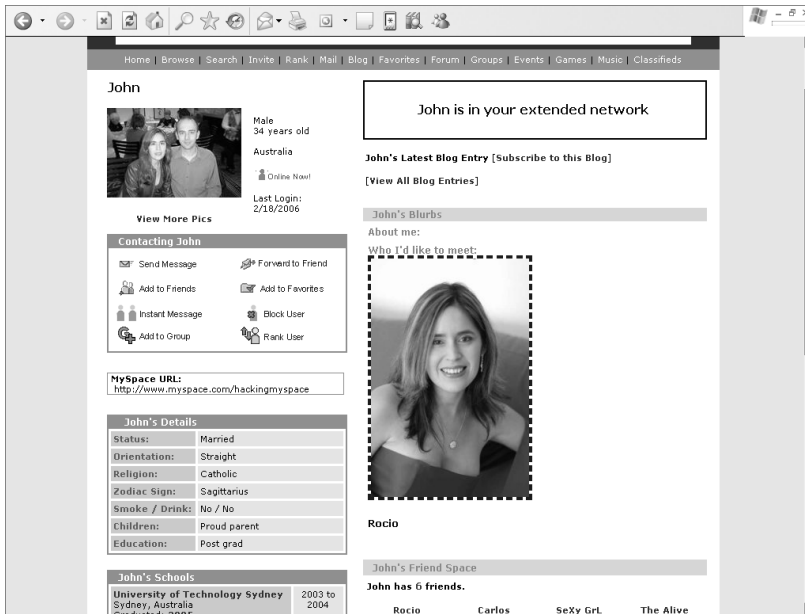 Home | Browse | Search | Invite | Rank | Mail | Blog | Favorites | Forum | Groups | Events | Games | Music | Classifieds
John
Male
34 years old
Australia
Online Now!
Last Login:
2/18/2006
View More Pics
Contacting John
Send Message
Forward to Friend
Add to Friends
Add to Favorites
Instant Message
Block User
Add to Group
Rank User
MySpace URL:
http://www.myspace.com/hackingmyspace
John's Details
Status: Married
Orientation: Straight
Religion: Catholic
Zodiac Sign: Sagittarius
Smoke / Drink: No / No
Children: Proud parent
Education: Post grad
John's Schools
University of Technology Sydney 2003 to
Sydney, Australia 2004
Graduated: 2005
John is in your extended network
John's Latest Blog Entry [Subscribe to this Blog]
[View All Blog Entries]
John's Blurbs
About me:
Who I'd like to meet:
Rocio
John's Friend Space
John has 6 friends.
Rocio Carlos SeXy GrL The Alive